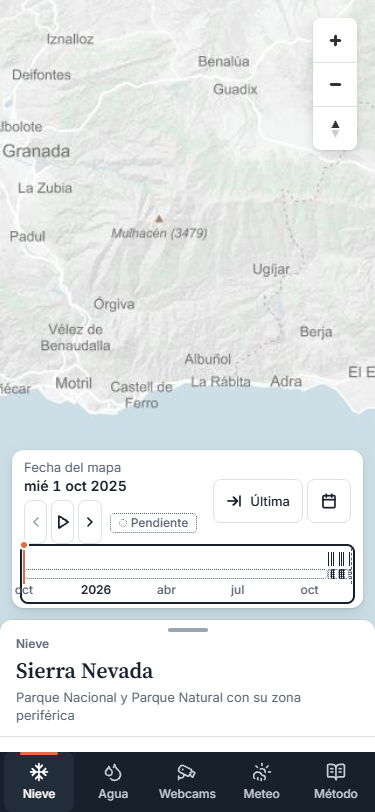 Iznalloz
Benalúa
Deifontes
Guadix
lbolote
Granada
La Zubia
Mulhacén (3479)
Padul
Ugíjar
Órgiva
Vélez de
Benaudalla
Berja
Albuñol
El E
ñécar
Motril
Castell de
Ferro
La Rábita
Adra
Fecha del mapa
mié 1 oct 2025
Última
Pendiente
oct
2026
abr
jul
oct
Nieve
Sierra Nevada
Parque Nacional y Parque Natural con su zona
periférica
Nieve
Agua
Webcams
Meteo
Método